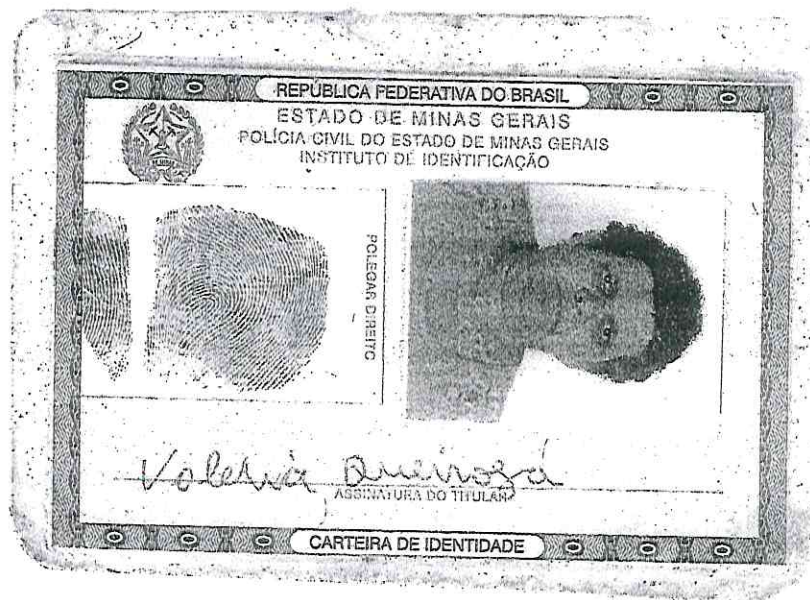 REPÚBLICA FEDERATIVA DO BRASIL
ESTADO DE MINAS GERAIS
POLÍCIA CIVIL DO ESTADO DE MINAS GERAIS
INSTITUTO DE IDENTIFICAÇÃO
POLEGAR DIREITO
Valeria
ASSINATURA DO TITULAR
CARTEIRA DE IDENTIDADE